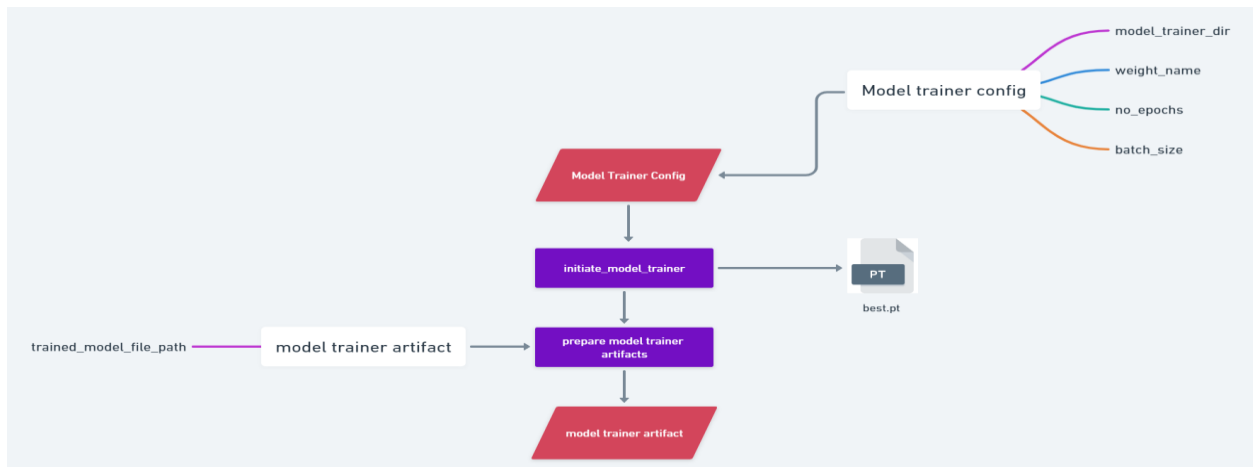 model_trainer_dir
weight_name
Model trainer config
no_epochs
batch_size
Model Trainer Config
initiate_model_trainer
PT
best.pt
trained_model_file_path
model trainer artifact
prepare model trainer
artifacts
model trainer artifact